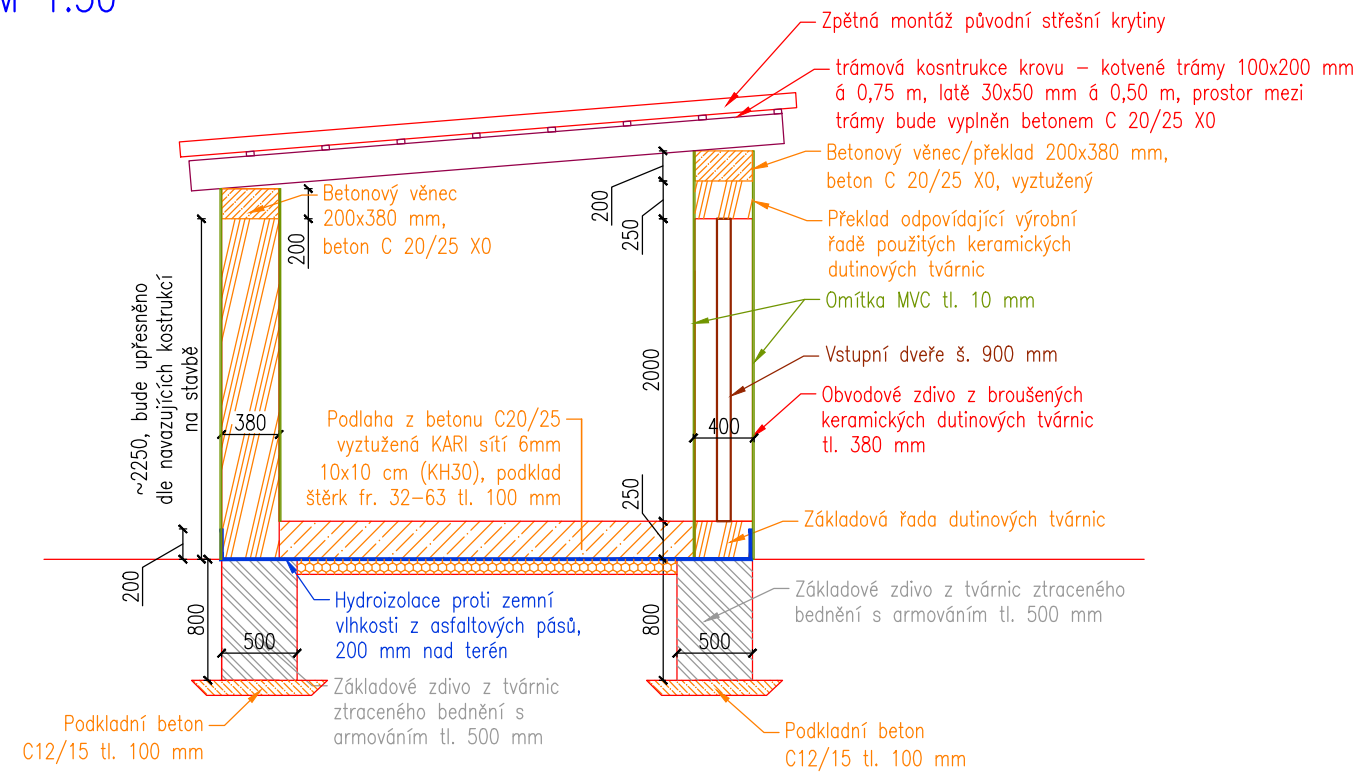 M 1:50
Zpětná montáž původní střešní krytiny
trámová kosntrukce krovu – kotvené trámy 100x200 mm
á 0,75 m, latě 30x50 mm á 0,50 m, prostor mezi
trámy bude vyplněn betonem C 20/25 X0
Betonový věnec/překlad 200x380 mm,
beton C 20/25 X0, vyztužený
Betonový věnec
200x380 mm,
beton C 20/25 X0
200
200
250
Překlad odpovídající výrobní
řadě použitých keramických
dutinových tvárnic
Omítka MVC tl. 10 mm
~2250, bude upřesněno
dle navazujících kostrukcí
na stavbě
2000
Vstupní dveře š. 900 mm
Obvodové zdivo z broušených
keramických dutinových tvárnic
tl. 380 mm
380
400
Podlaha z betonu C20/25
vyztužená KARI sítí 6mm
10x10 cm (KH30), podklad
štěrk fr. 32–63 tl. 100 mm
250
Základová řada dutinových tvárnic
200
800
800
Hydroizolace proti zemní
vlhkosti z asfaltových pásů,
200 mm nad terén
Základové zdivo z tvárnic ztraceného
bednění s armováním tl. 500 mm
500
500
Základové zdivo z tvárnic
ztraceného bednění s
armováním tl. 500 mm
Podkladní beton
C12/15 tl. 100 mm
Podkladní beton
C12/15 tl. 100 mm